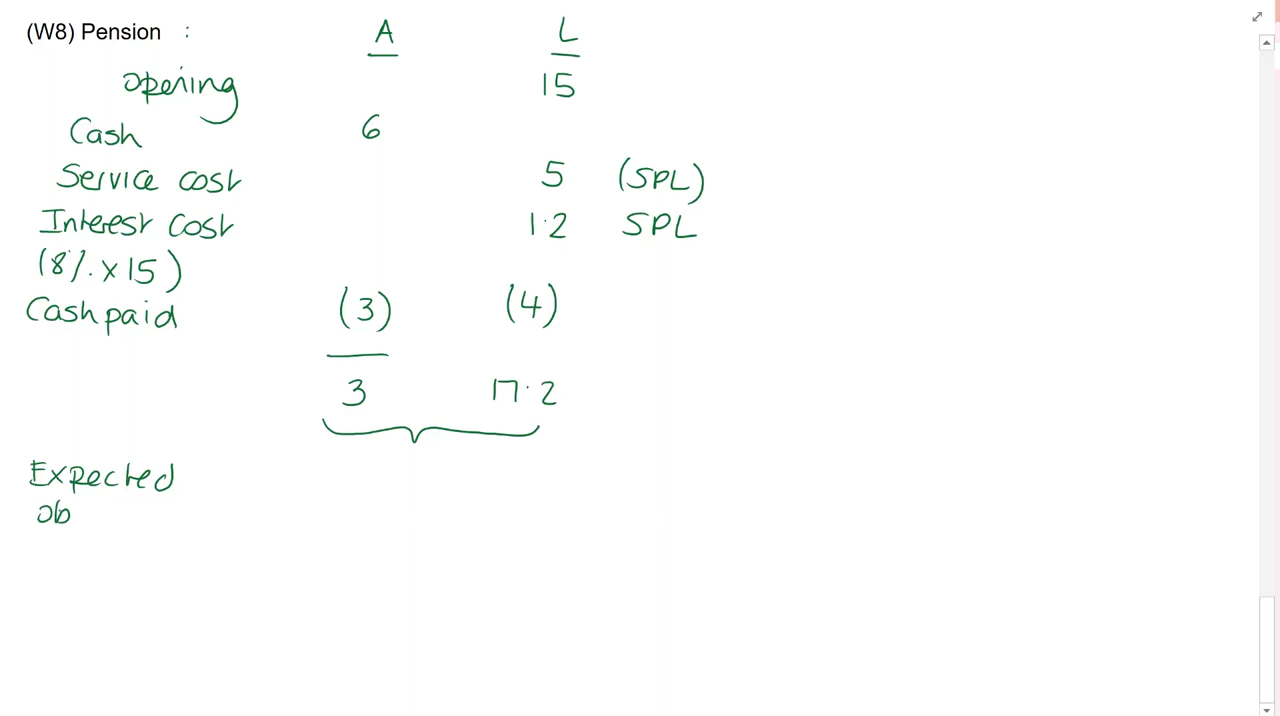 (W8) Pension :
A L
Opening 15
Cash 6
Service cost 5 (SPL)
Interest cost 1.2 SPL
(8% x 15)
Cash paid (3) (4)
3 17.2
Expected
Ob